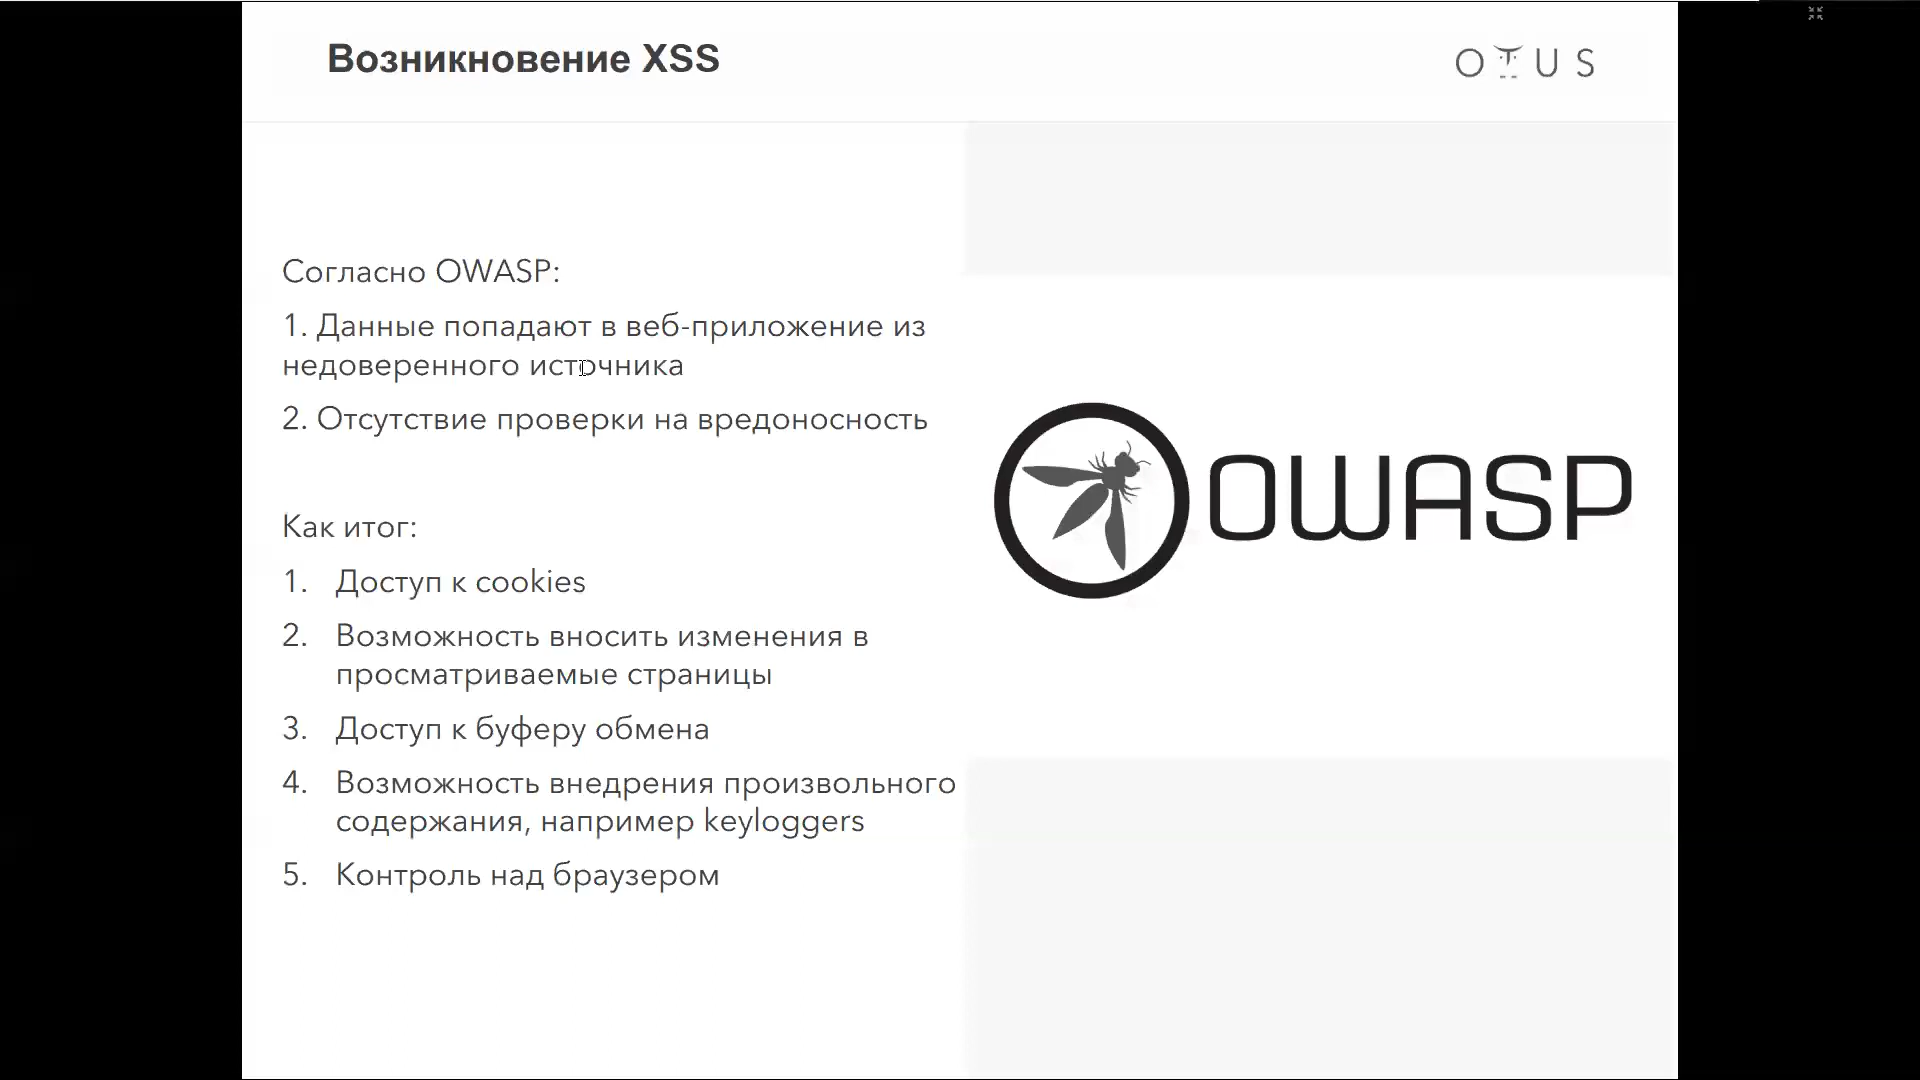 Возникновение XSS
OTUS
Согласно OWASP:
1. Данные попадают в веб-приложение из
недоверенного источника
2. Отсутствие проверки на вредоносность
OWASP
Как итог:
1. Доступ к cookies
2. Возможность вносить изменения в
просматриваемые страницы
3. Доступ к буферу обмена
4. Возможность внедрения произвольного
содержания, например keyloggers
5. Контроль над браузером